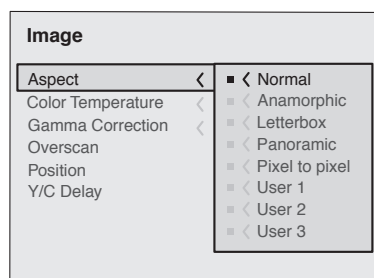 Image
Aspect
Color Temperature
Gamma Correction
Overscan
Position
Y/C Delay
Normal
Anamorphic
Letterbox
Panoramic
Pixel to pixel
User 1
User 2
User 3